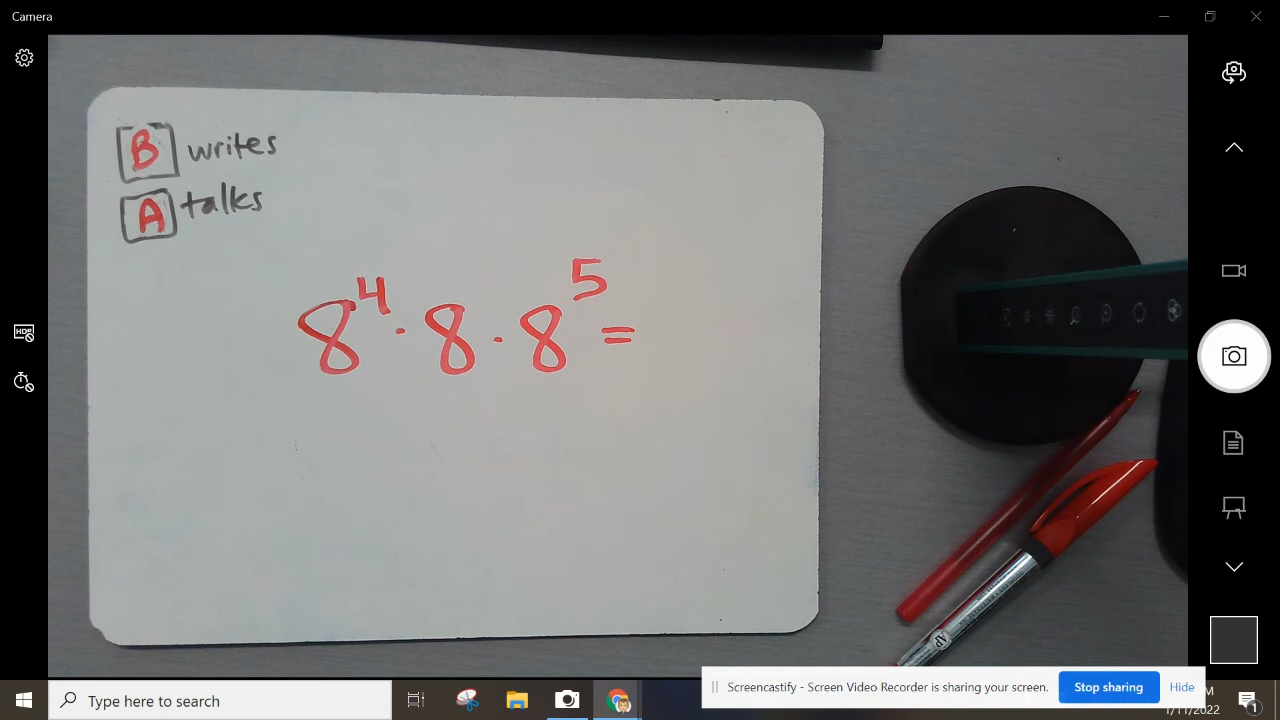 Camera
B writes
A talks
8⁴ · 8 · 8⁵ =
Screencastify - Screen Video Recorder is sharing your screen.
Stop sharing
Hide
Type here to search
M
1/11/2022
1